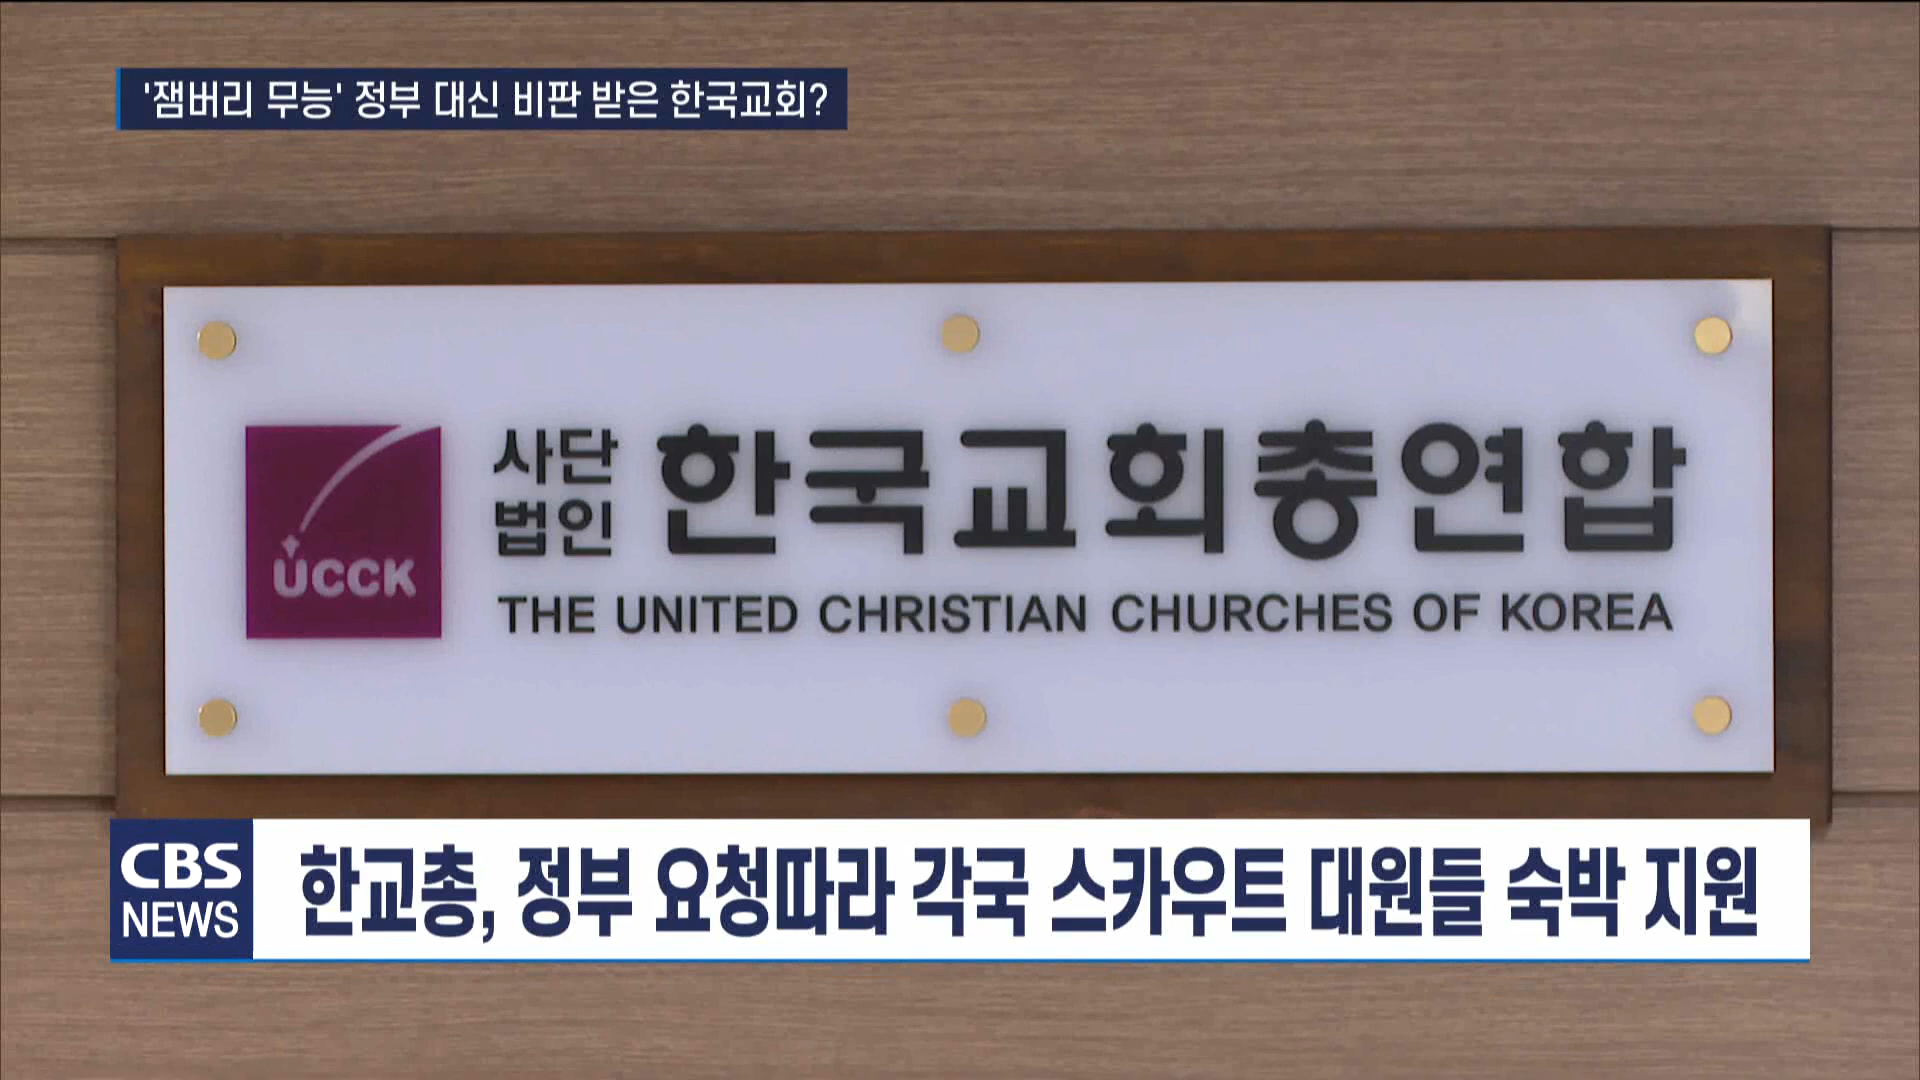 '잼버리 무능' 정부 대신 비판 받은 한국교회?
사단
법인
한국교회총연합
UCCK
THE UNITED CHRISTIAN CHURCHES OF KOREA
CBS
NEWS
한교총, 정부 요청따라 각국 스카우트 대원들 숙박 지원